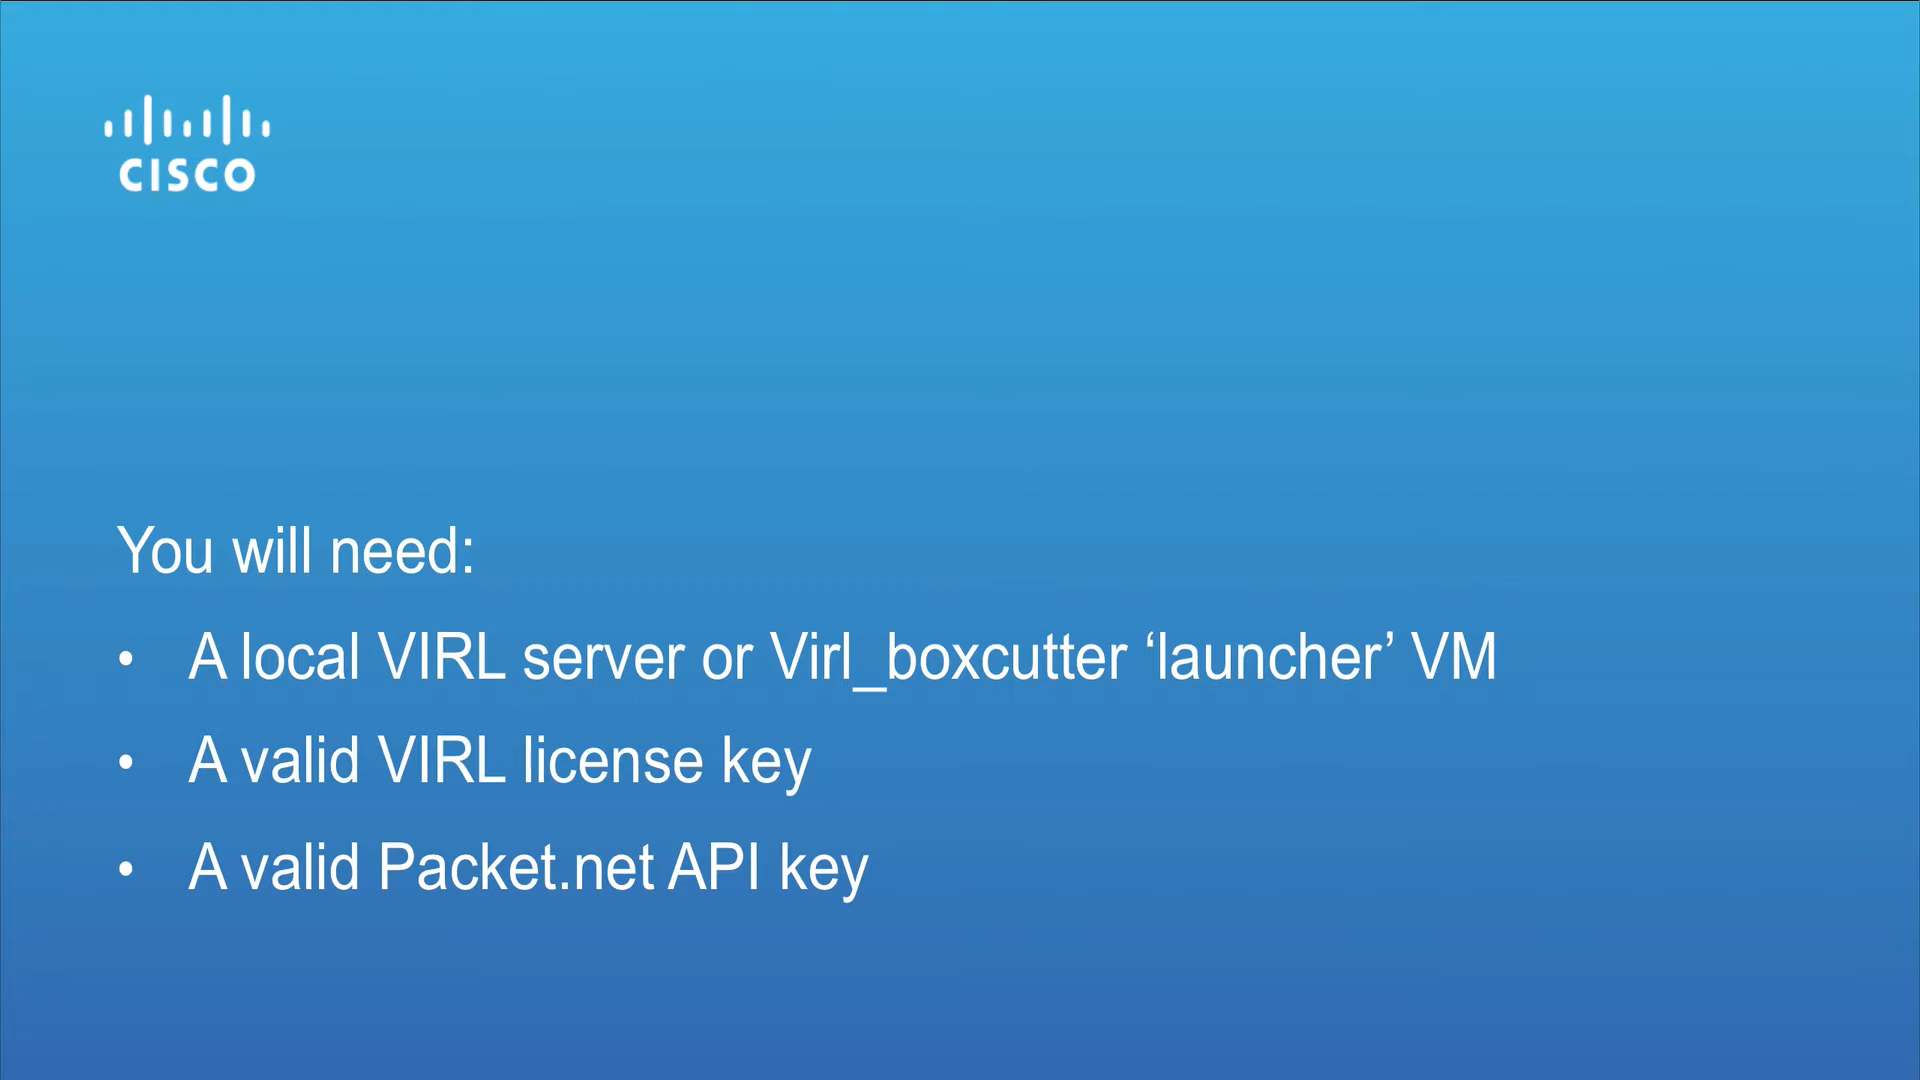 CISCO
You will need:
• A local VIRL server or Virl_boxcutter ‘launcher’ VM
• A valid VIRL license key
• A valid Packet.net API key